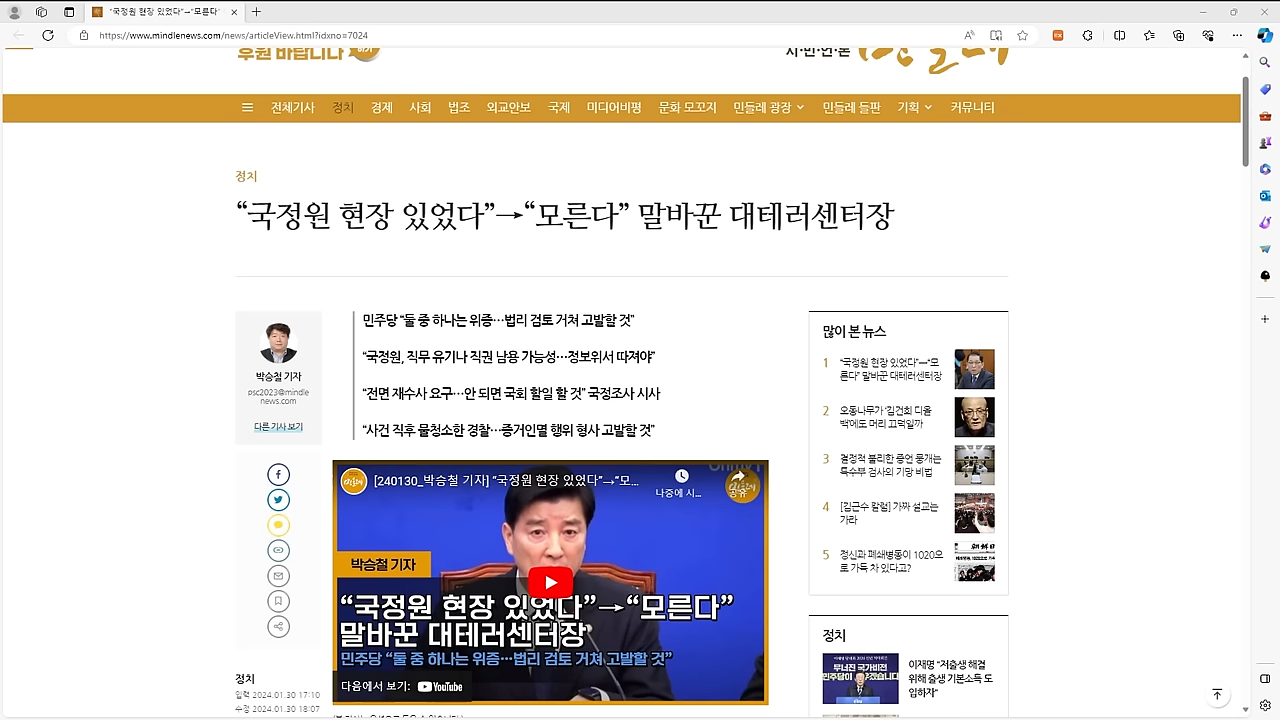 "국정원 현장 있었다"→"모른다"
https://www.mindlenews.com/news/articleView.html?idxno=7024
후원 바랍니다
시·민·언·론
전체기사 정치 경제 사회 법조 외교안보 국제 미디어비평 문화 모꼬지 민들레 광장 민들레 들판 기획 커뮤니티
정치
“국정원 현장 있었다”→“모른다” 말바꾼 대테러센터장
박승철 기자
psc2023@mindle
news.com
다른 기사 보기
민주당 “둘 중 하나는 위증…법리 검토 거쳐 고발할 것”
“국정원, 직무 유기나 직권 남용 가능성…정보위서 따져야”
“전면 재수사 요구…안 되면 국회 할일 할 것” 국정조사 시사
“사건 직후 물청소한 경찰…증거인멸 행위 형사 고발할 것”
[240130_박승철 기자] “국정원 현장 있었다”→“모...
나중에 시...
공유
박승철 기자
“국정원 현장 있었다”→“모른다”
말바꾼 대테러센터장
민주당 “둘 중 하나는 위증…법리 검토 거쳐 고발할 것”
다음에서 보기: YouTube
정치
입력 2024.01.30 17:10
수정 2024.01.30 18:07
많이 본 뉴스
1 “국정원 현장 있었다”→“모
른다” 말바꾼 대테러센터장
2 오동나무가 '김건희 디올
백'에도 머리 끄덕일까
3 결정적 불리한 증언 뭉개는
특수부 검사의 기당 비법
4 [김근수 칼럼] 가짜 설교는
가라
5 정신과 폐쇄병동이 1020으
로 가득 차 있다고?
정치
무너진 국가비전
이재명 “저출생 해결
위해 출생 기본소득 도
입하자”